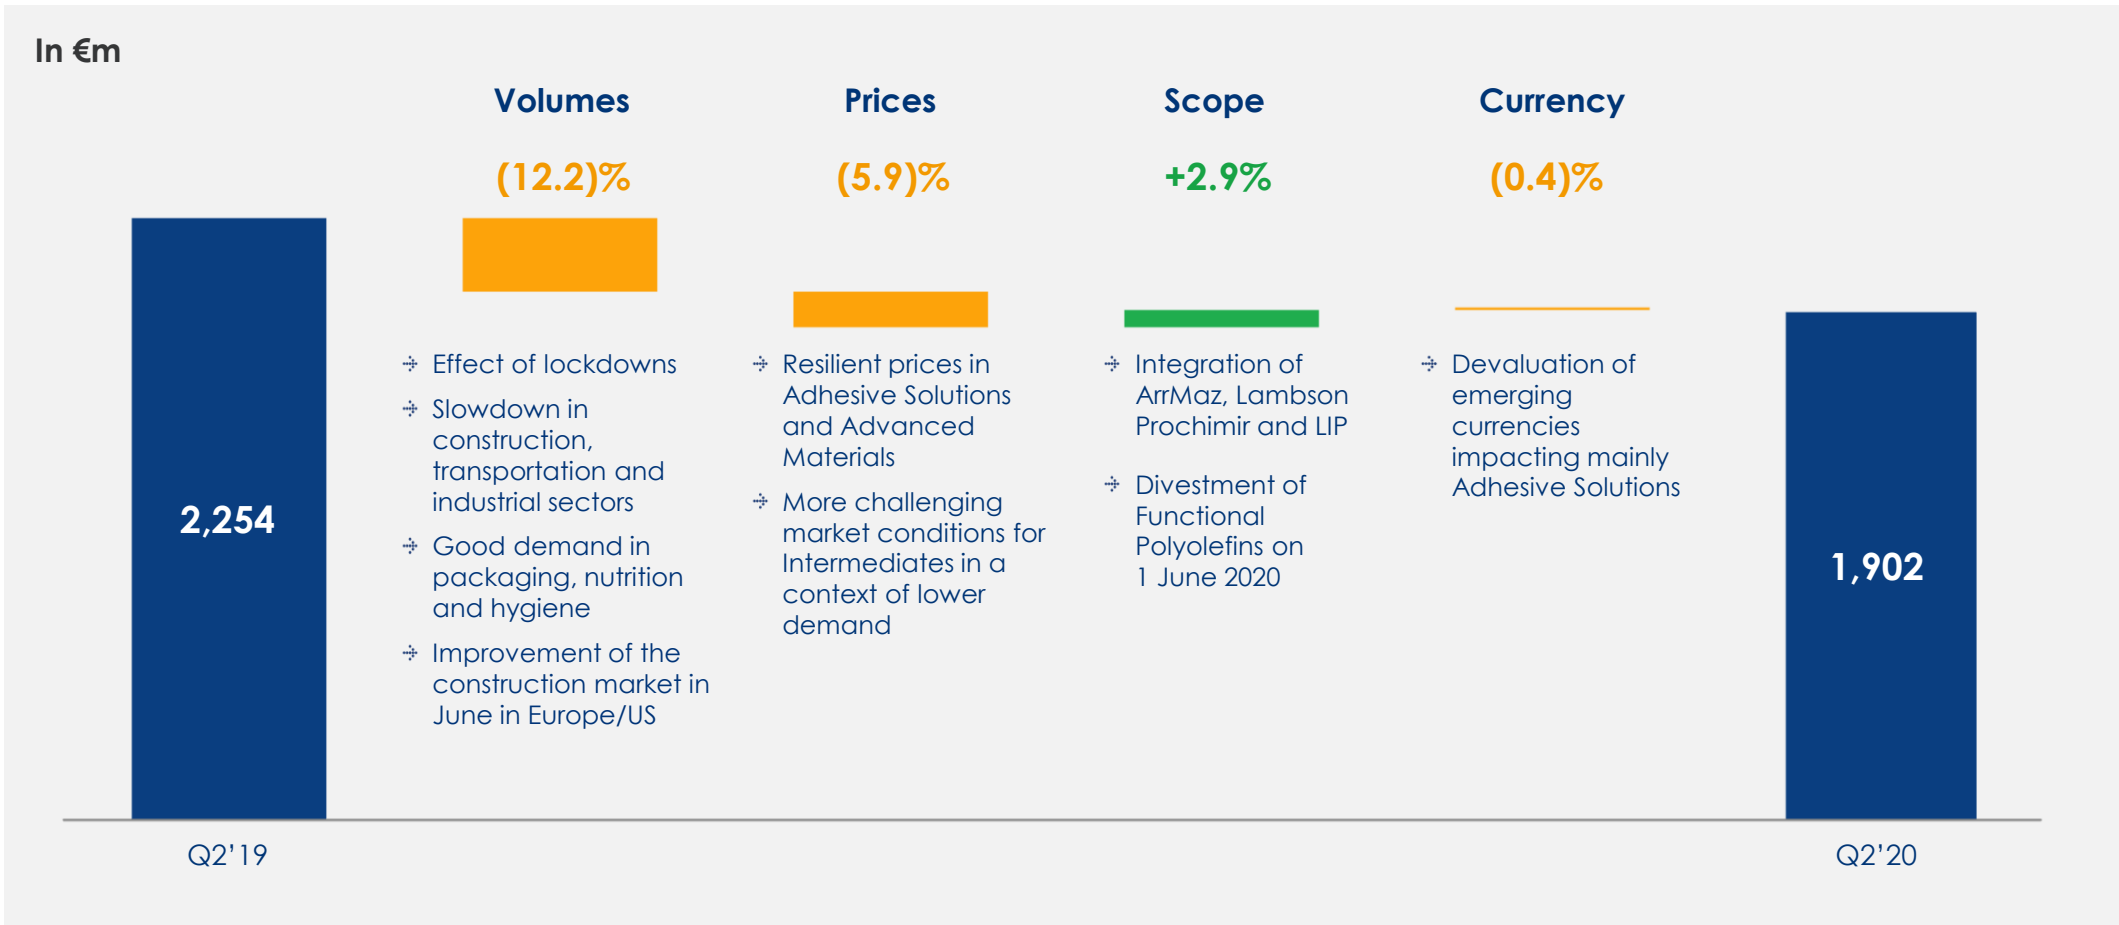 In €m
Volumes
(12.2)%
Prices
(5.9)%
Scope
+2.9%
Currency
(0.4)%
2,254
Effect of lockdowns
Slowdown in
construction,
transportation and
industrial sectors
Good demand in
packaging, nutrition
and hygiene
Improvement of the
construction market in
June in Europe/US
Resilient prices in
Adhesive Solutions
and Advanced
Materials
More challenging
market conditions for
Intermediates in a
context of lower
demand
Integration of
ArrMaz, Lambson
Prochimir and LIP
Divestment of
Functional
Polyolefins on
1 June 2020
Devaluation of
emerging
currencies
impacting mainly
Adhesive Solutions
1,902
Q2’19
Q2’20